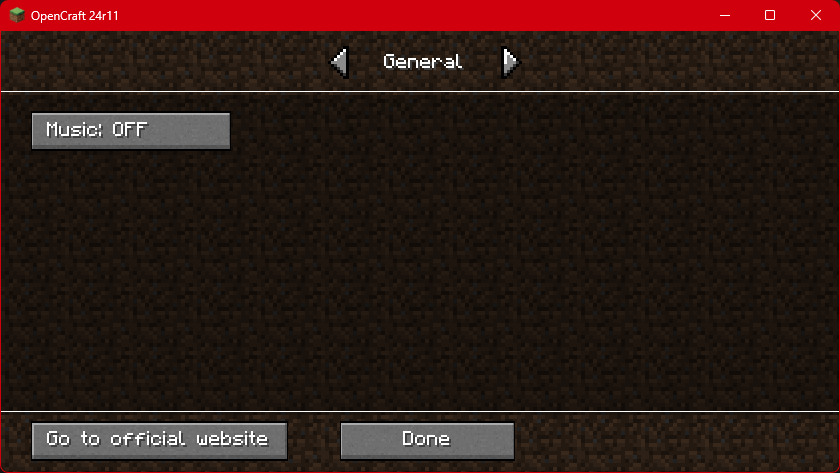 OpenCraft 24r11
General
Music: OFF
Go to official website
Done